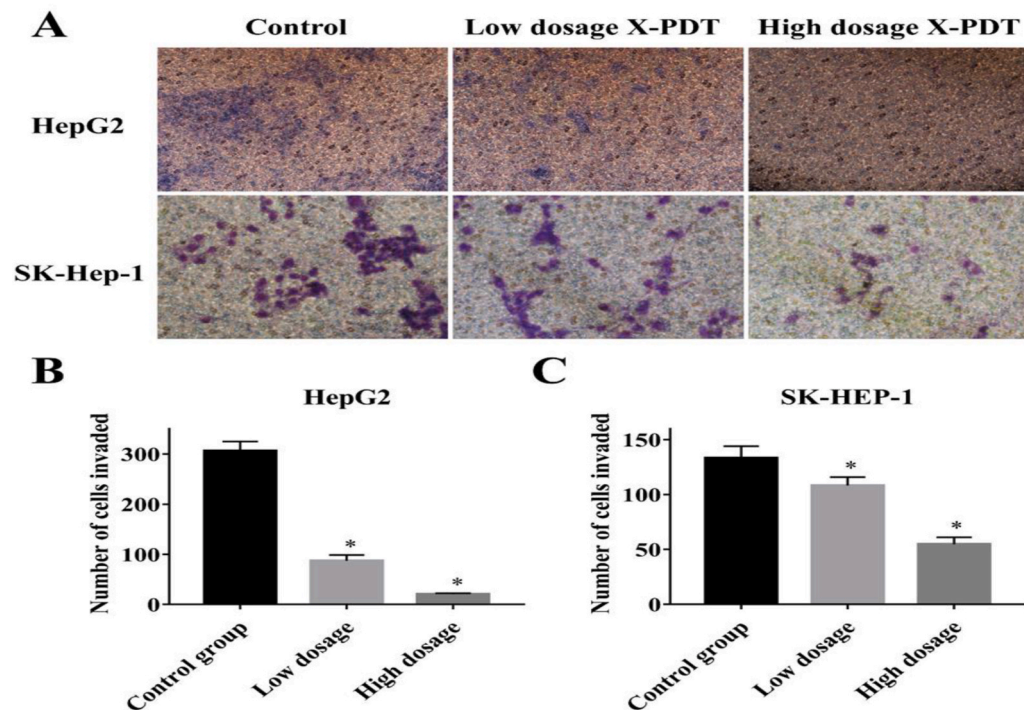 A
Control
Low dosage X-PDT
High dosage X-PDT
HepG2
SK-Hep-1
B
HepG2
Number of cells invaded
300
200
100
0
*
*
Control group
Low dosage
High dosage
C
SK-HEP-1
Number of cells invaded
150
100
50
0
*
*
Control group
Low dosage
High dosage